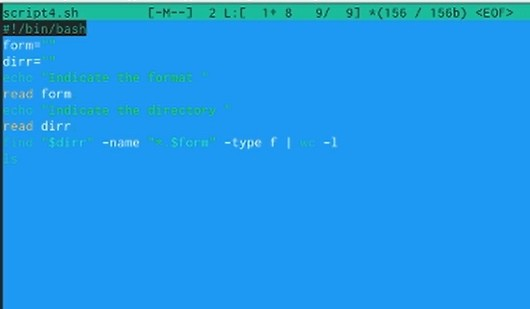 script4.sh [-M--] 2 L:[ 1+ 8 9/ 9] *(156 / 156b) <EOF>
#!/bin/bash
form=""
dirr=""
echo "Indicate the format "
read form
echo "Indicate the directory "
read dirr
find "$dirr" -name "*.$form" -type f | wc -l
ls